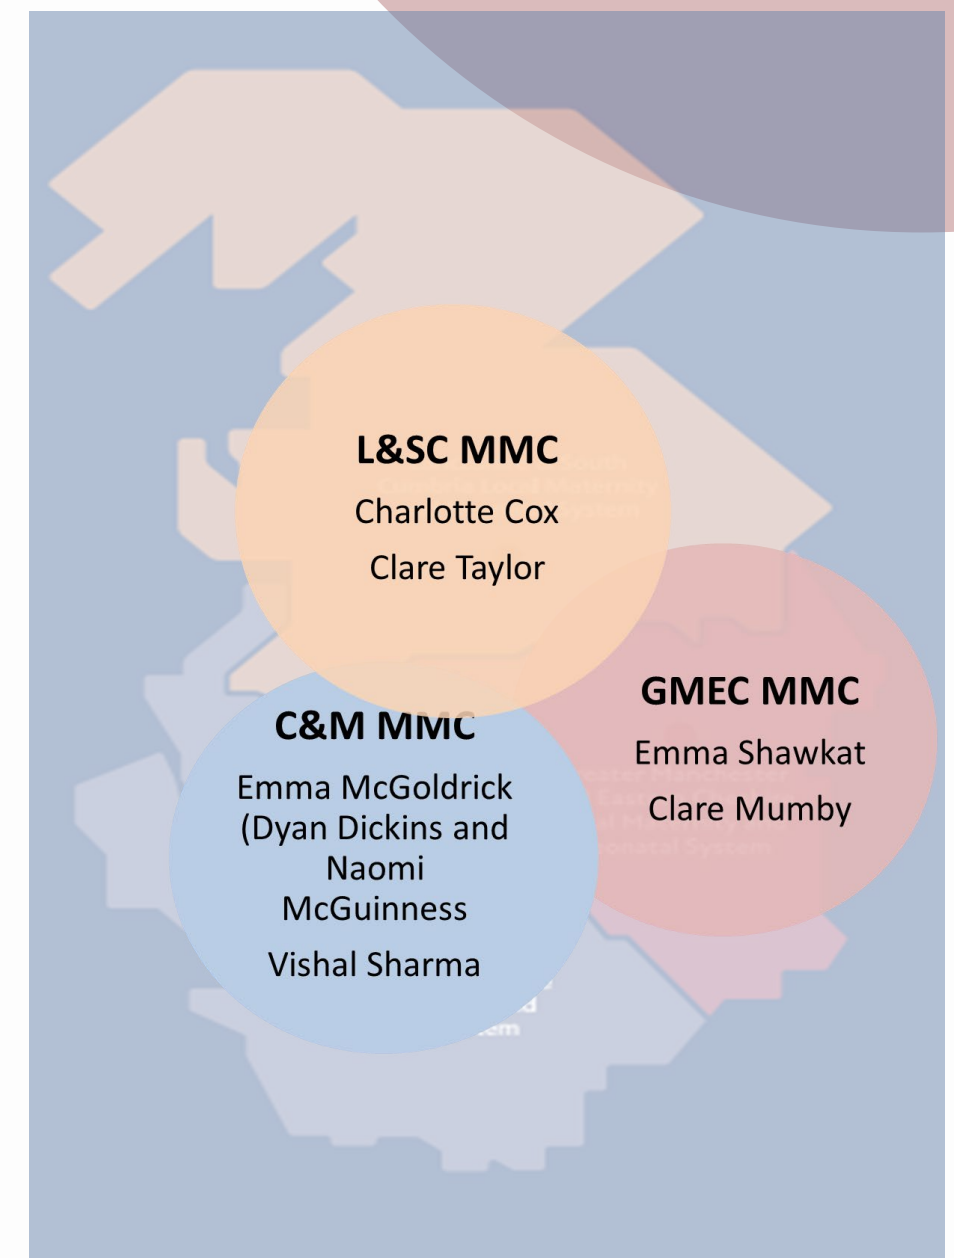 L&SC MMC
Charlotte Cox
Clare Taylor
GMEC MMC
Emma Shawkat
Clare Mumby
C&M MMC
Emma McGoldrick
(Dyan Dickins and
Naomi
McGuinness
Vishal Sharma